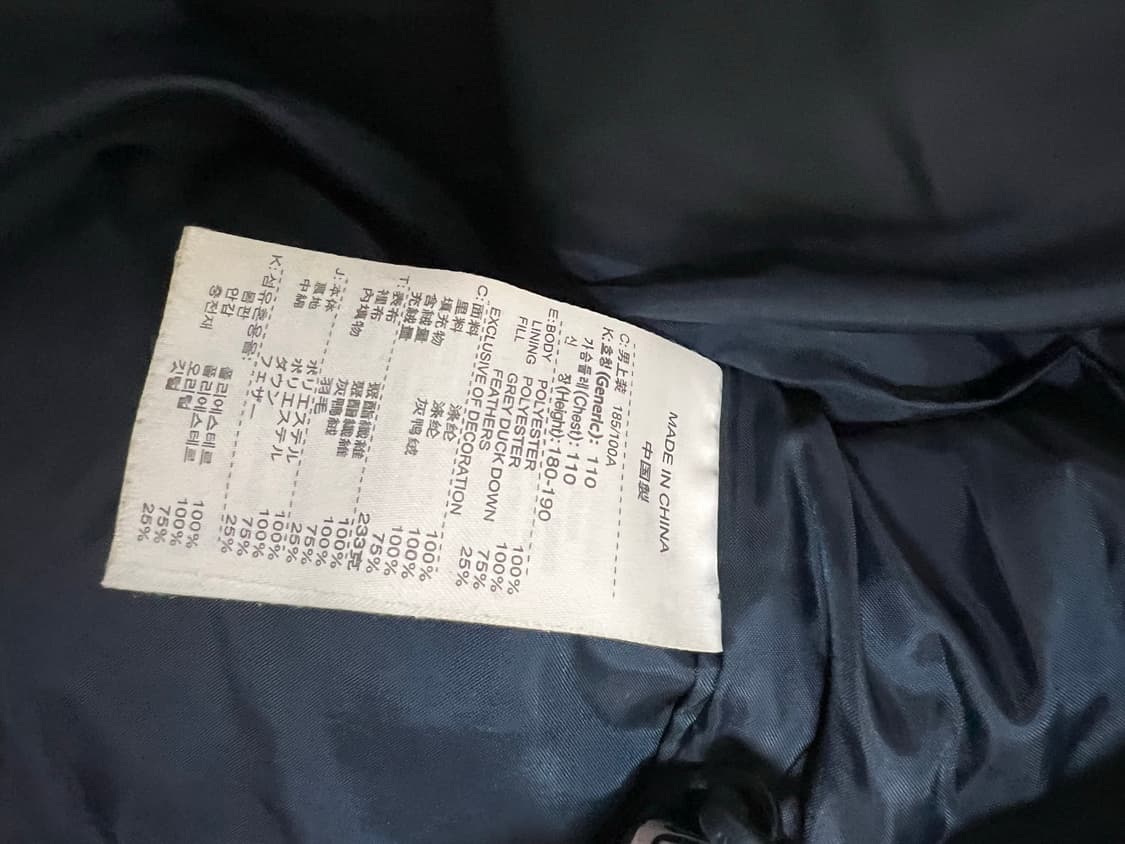 MADE IN CHINA
中国製
C: 男上装 185/100A
K: 호칭(Generic): 110
가슴둘레(Chest): 110
신 장(Height): 180-190
E: BODY POLYESTER 100%
LINING POLYESTER 100%
FILL GREY DUCK DOWN 75%
FEATHERS 25%
EXCLUSIVE OF DECORATION
C: 面料 涤纶 100%
里料 涤纶 100%
填充物 灰鸭绒 100%
含绒量 75%
充绒量 233克
T: 表布 聚酯纖維 100%
裡布 聚酯纖維 100%
內填物 灰鴨絨 75%
羽毛 25%
J: 本体 ポリエステル 100%
裏地 ポリエステル 100%
中綿 ダウン 75%
フェザー 25%
K: 섬유혼용율:
겉감 폴리에스테르 100%
안감 폴리에스테르 100%
충전재 오리털 75%
깃털 25%